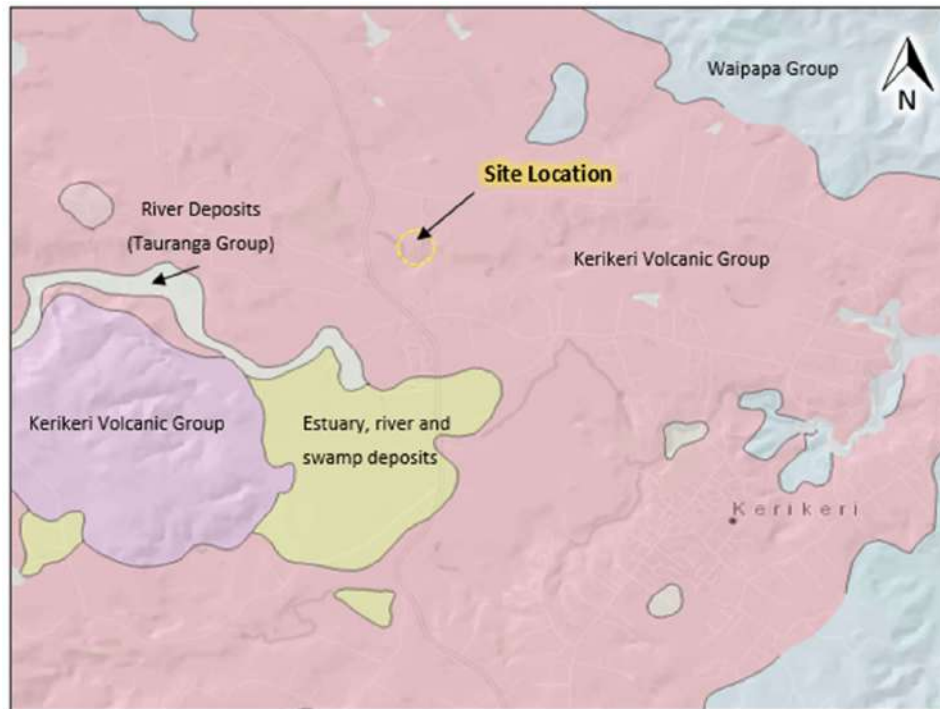 Waipapa Group
N
Site Location
River Deposits
(Tauranga Group)
Kerikeri Volcanic Group
Kerikeri Volcanic Group
Estuary, river and
swamp deposits
Kerikeri